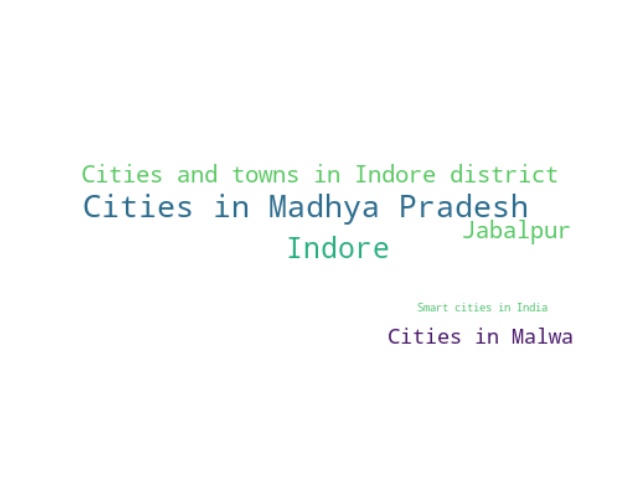 Cities and towns in Indore district
Cities in Madhya Pradesh
Jabalpur
Indore
Smart cities in India
Cities in Malwa